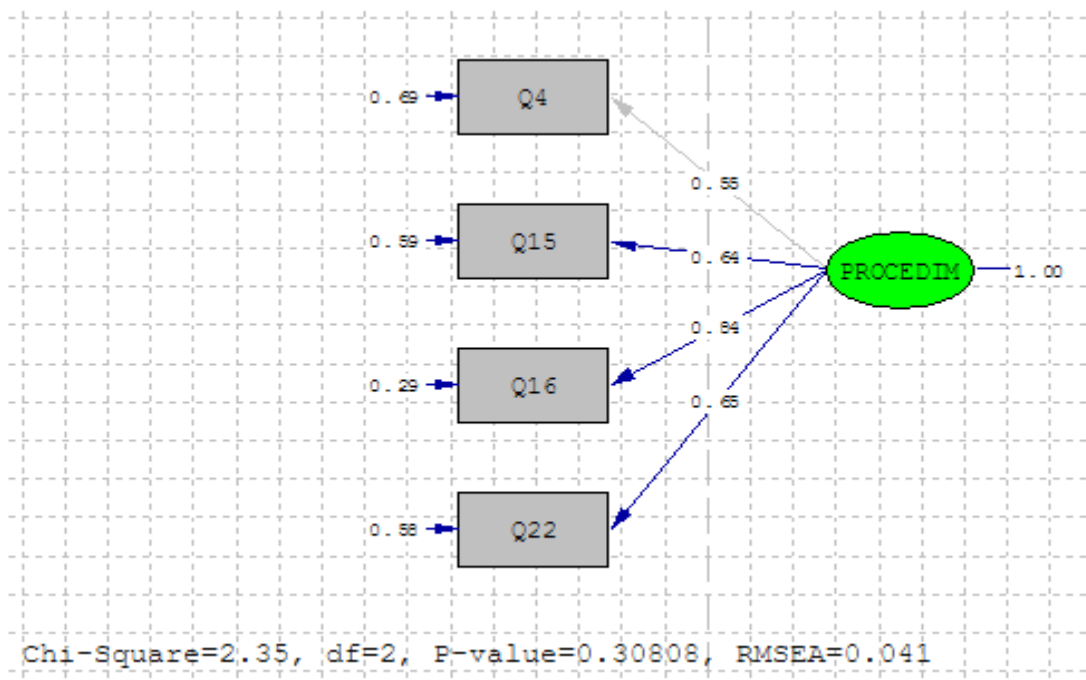 0.69 Q4
0.55
0.59 Q15
0.64 PROCEDIM 1.00
0.84
0.29 Q16
0.65
0.58 Q22
Chi-Square=2.35, df=2, P-value=0.30808, RMSEA=0.041